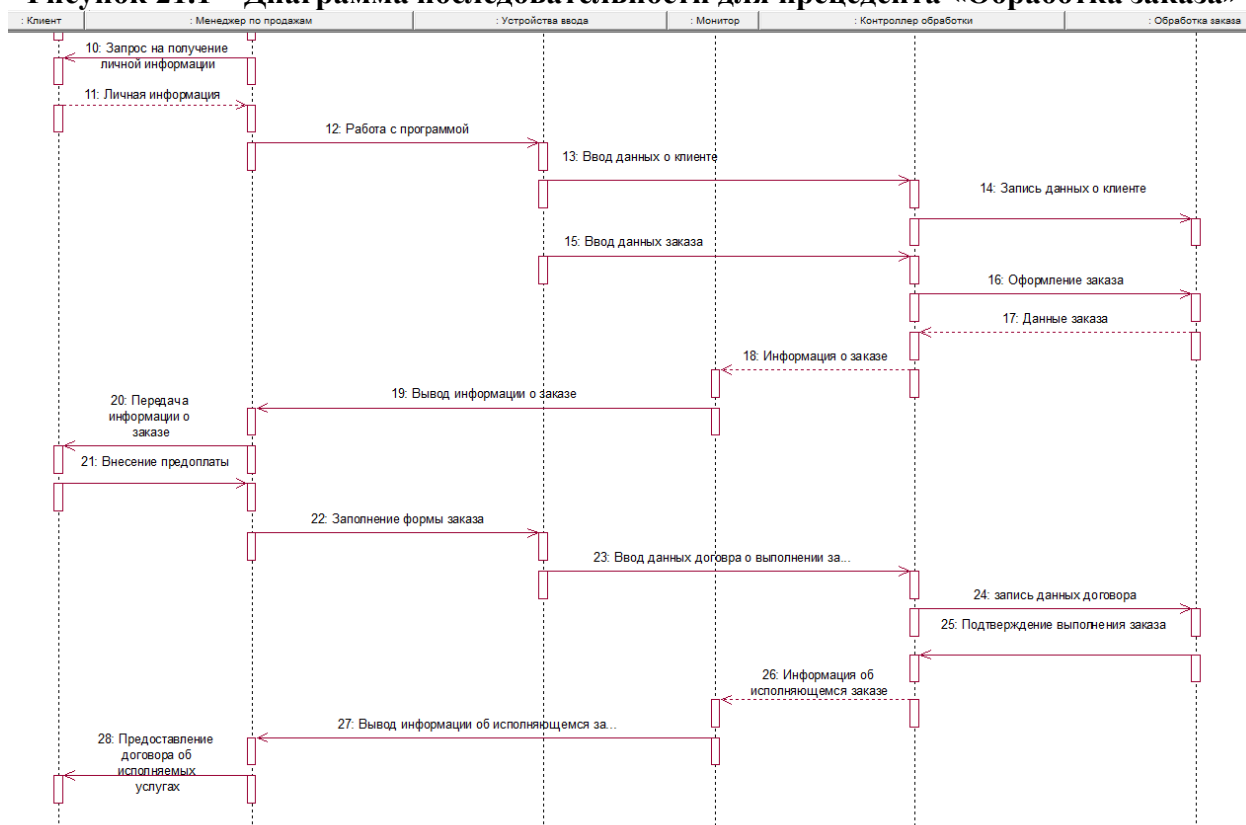 Рисунок 21.1 – Диаграмма последовательности для прецедента «Обработка заказа»
: Клиент
: Менеджер по продажам
: Устройства ввода
: Монитор
: Контроллер обработки
: Обработка заказа
10: Запрос на получение
личной информации
11: Личная информация
12: Работа с программой
13: Ввод данных о клиенте
14: Запись данных о клиенте
15: Ввод данных заказа
16: Оформление заказа
17: Данные заказа
18: Информация о заказе
19: Вывод информации о заказе
20: Передача
информации о
заказе
21: Внесение предоплаты
22: Заполнение формы заказа
23: Ввод данных договра о выполнении за...
24: запись данных договора
25: Подтверждение выполнения заказа
26: Информация об
исполняющемся заказе
27: Вывод информации об исполняющемся за...
28: Предоставление
договора об
исполняемых
услугах